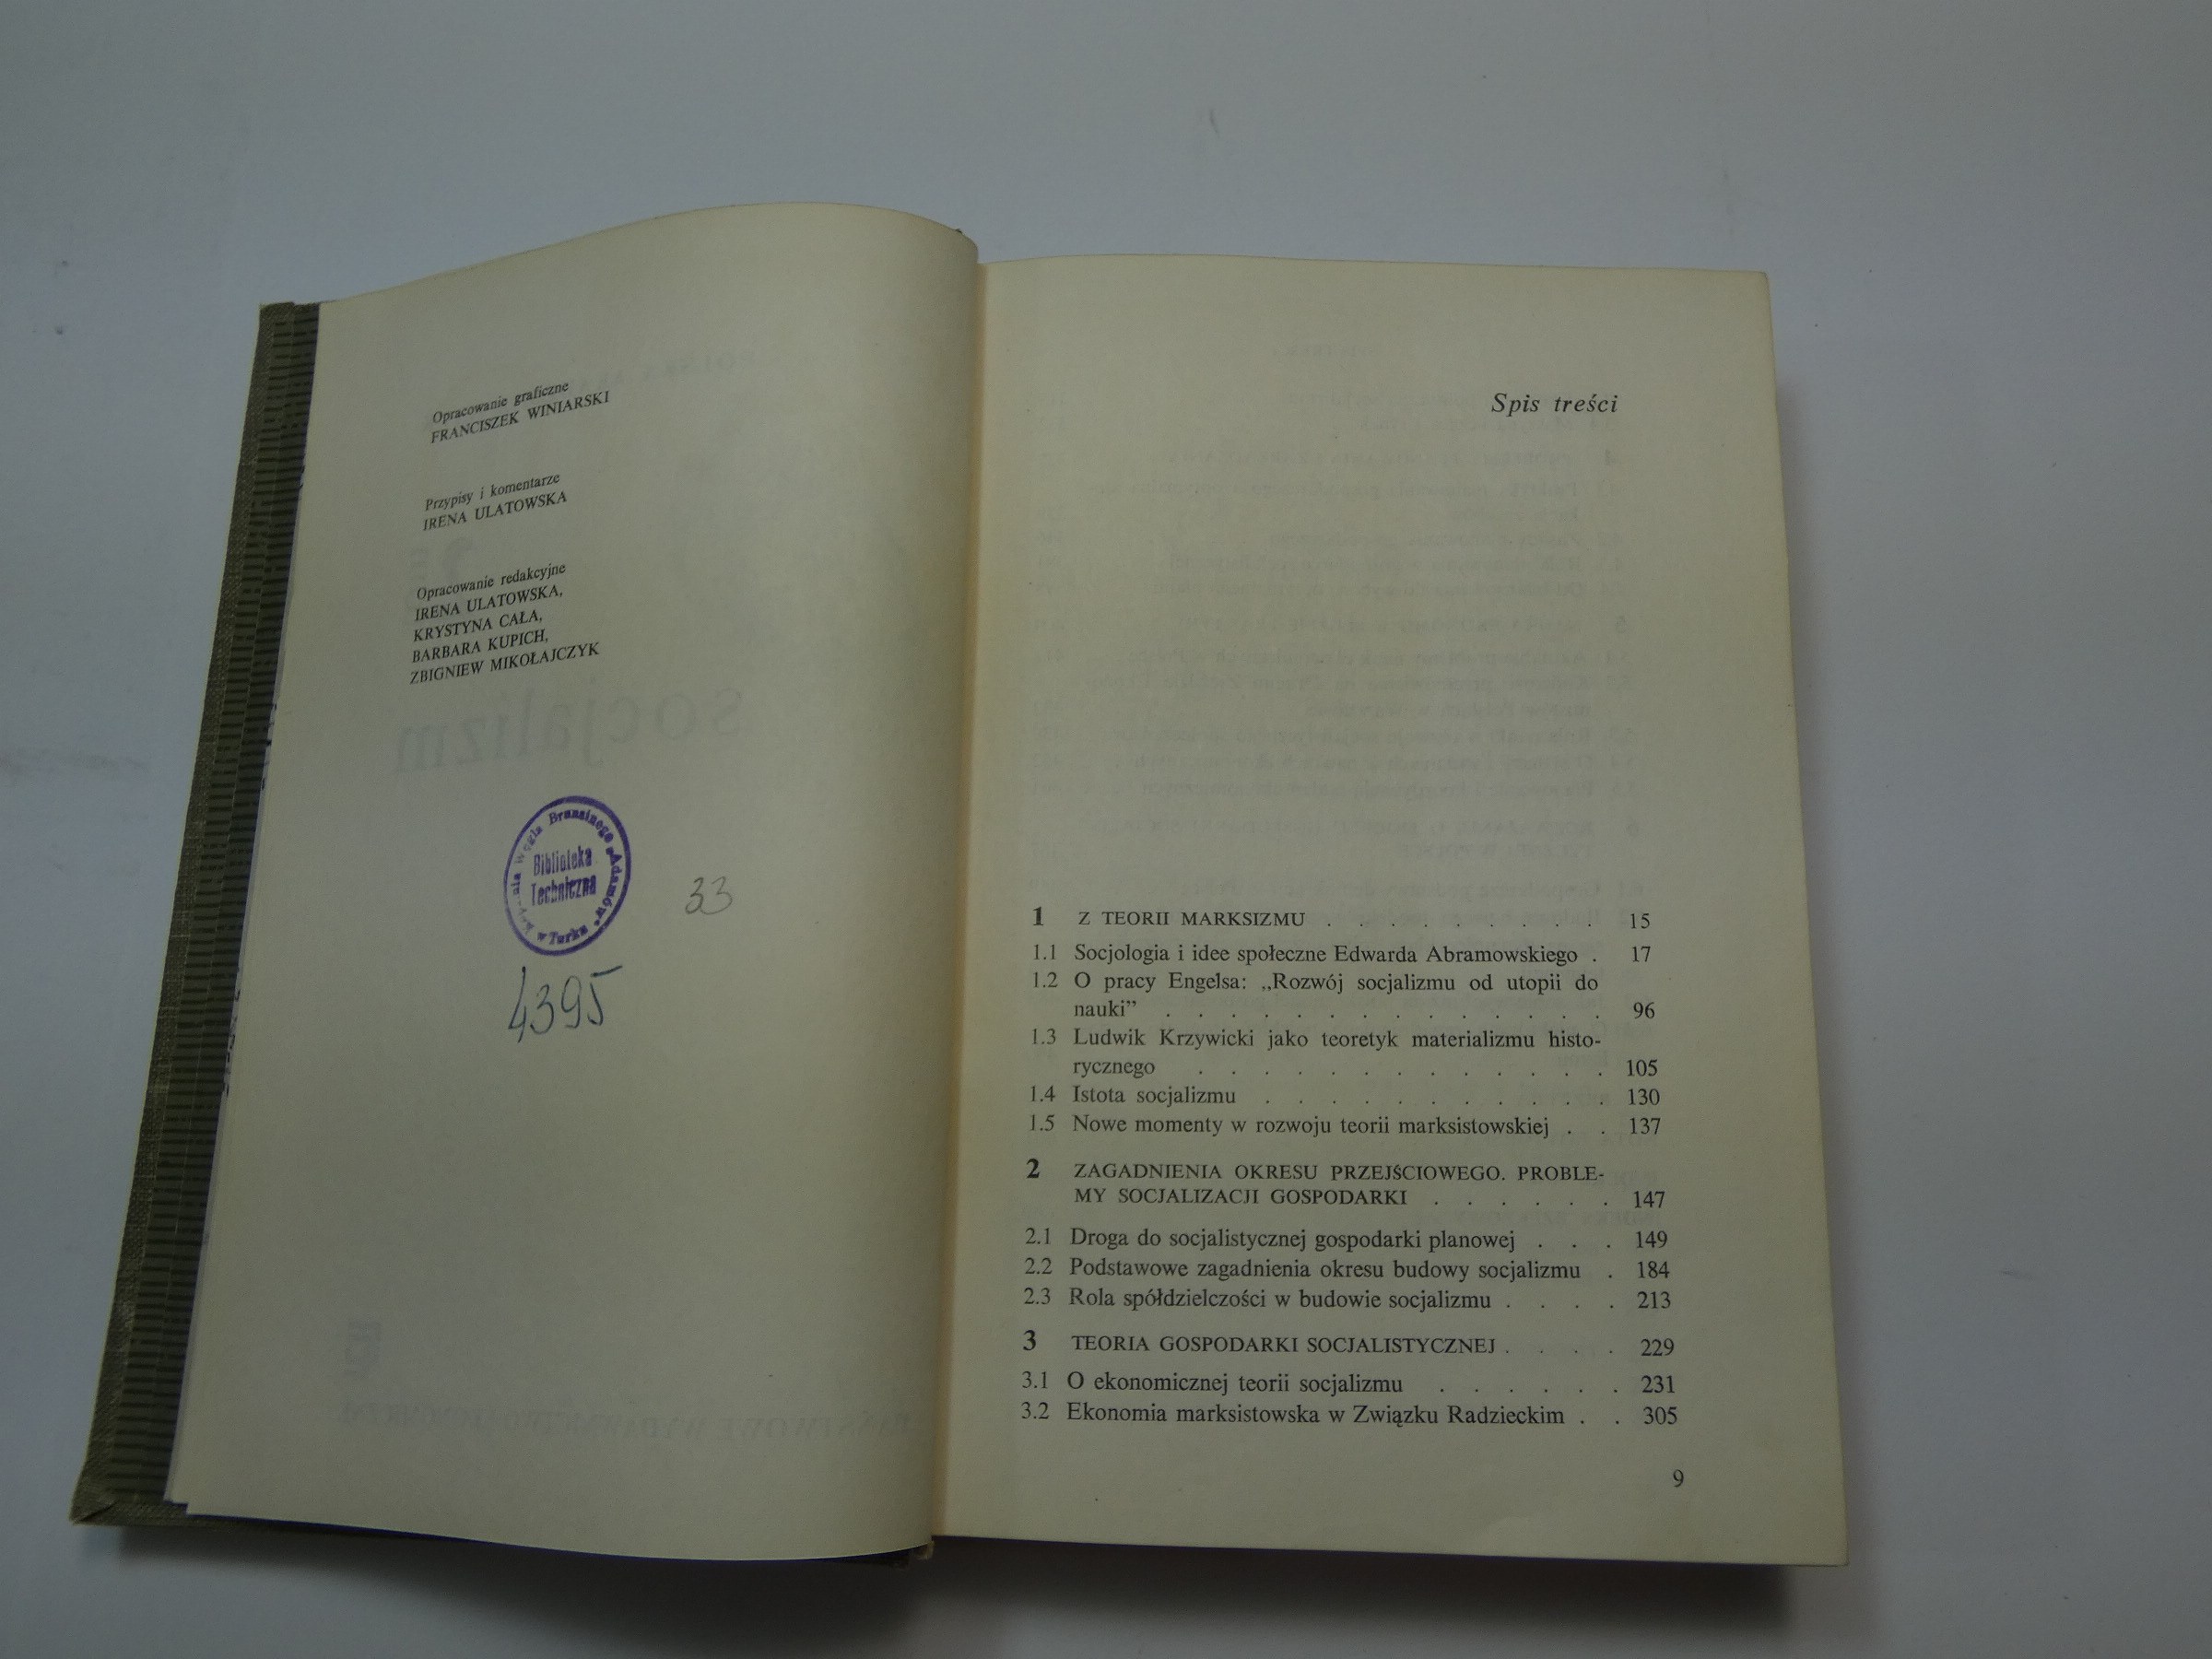 Opracowanie graficzne
FRANCISZEK WINIARSKI
Przypisy i komentarze
IRENA ULATOWSKA
Opracowanie redakcyjne
IRENA ULATOWSKA,
KRYSTYNA CAŁA,
BARBARA KUPICH,
ZBIGNIEW MIKOŁAJCZYK
socjalizm
Węgla Brunatnego „Adamów"
Biblioteka
Techniczna
w Turku
33
4395
Spis treści
1 Z TEORII MARKSIZMU . . . . . . . . . 15
1.1 Socjologia i idee społeczne Edwarda Abramowskiego . 17
1.2 O pracy Engelsa: „Rozwój socjalizmu od utopii do
nauki” . . . . . . . . . . . . . . 96
1.3 Ludwik Krzywicki jako teoretyk materializmu histo-
rycznego . . . . . . . . . . . . . 105
1.4 Istota socjalizmu . . . . . . . . . . . 130
1.5 Nowe momenty w rozwoju teorii marksistowskiej . . 137
2 ZAGADNIENIA OKRESU PRZEJŚCIOWEGO. PROBLE-
MY SOCJALIZACJI GOSPODARKI . . . . . . 147
2.1 Droga do socjalistycznej gospodarki planowej . . . 149
2.2 Podstawowe zagadnienia okresu budowy socjalizmu . 184
2.3 Rola spółdzielczości w budowie socjalizmu . . . . 213
3 TEORIA GOSPODARKI SOCJALISTYCZNEJ . . . . 229
3.1 O ekonomicznej teorii socjalizmu . . . . . . 231
3.2 Ekonomia marksistowska w Związku Radzieckim . . 305
9